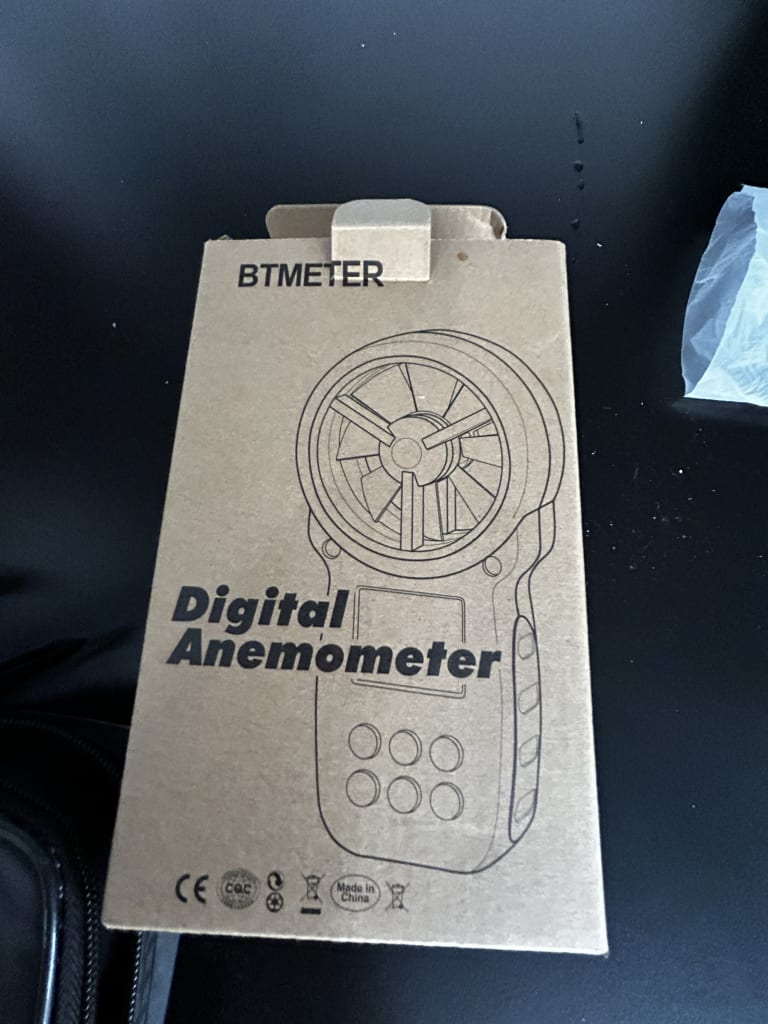 BTMETER
Digital
Anemometer
CE
CQC
Made in
China